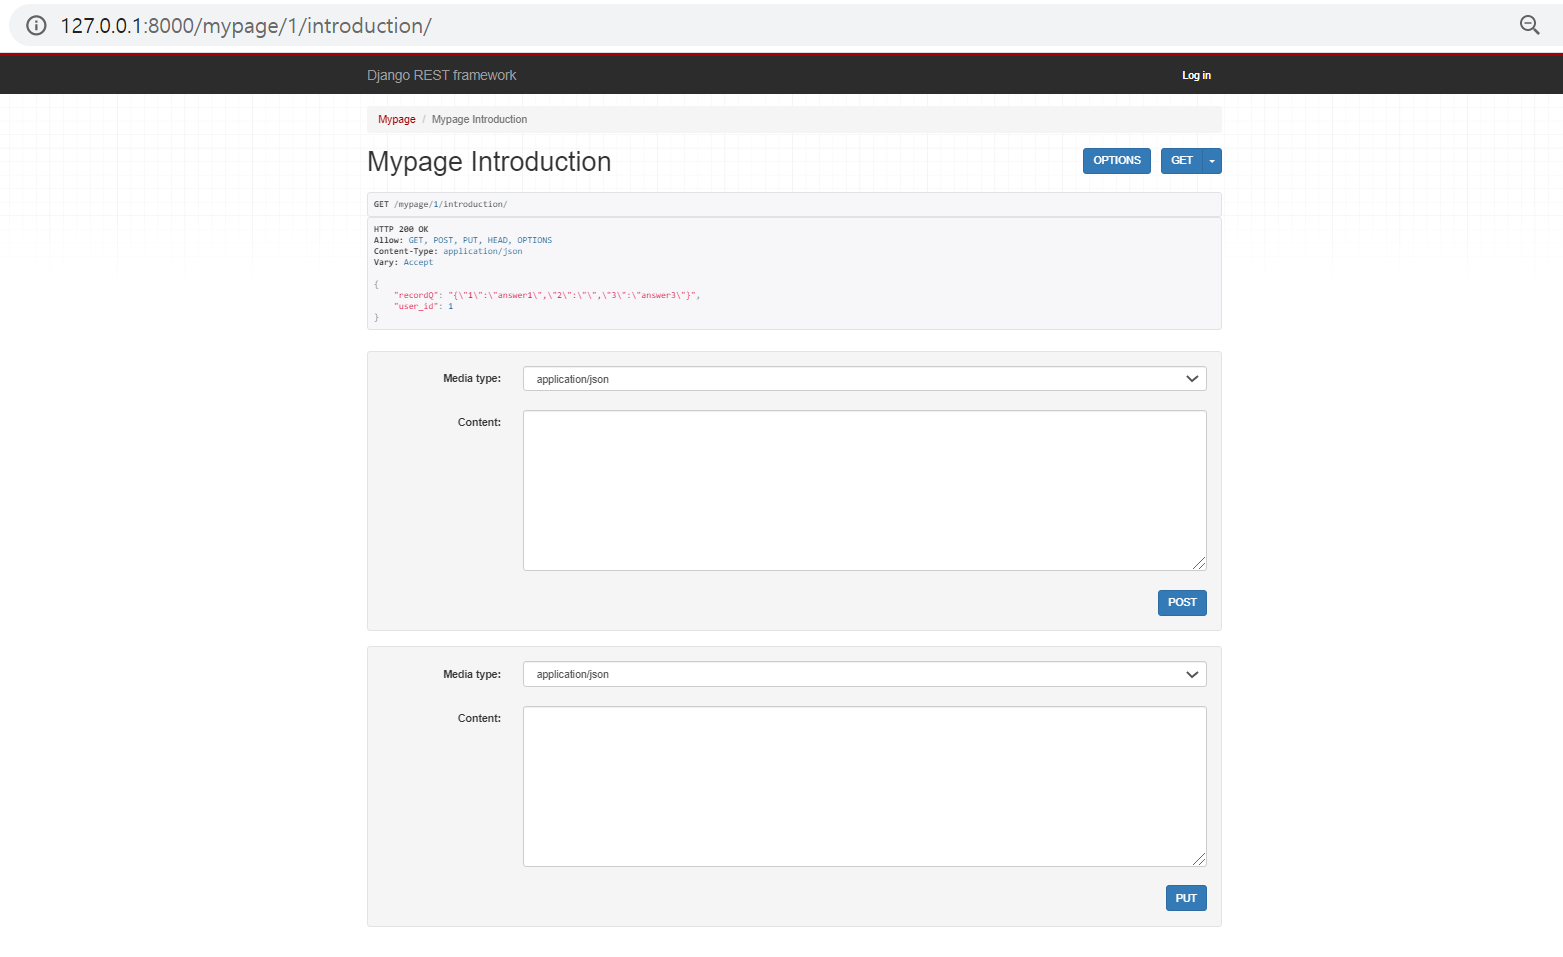 127.0.0.1:8000/mypage/1/introduction/
Django REST framework
Log in
Mypage / Mypage Introduction
Mypage Introduction
OPTIONS
GET
GET /mypage/1/introduction/
HTTP 200 OK
Allow: GET, POST, PUT, HEAD, OPTIONS
Content-Type: application/json
Vary: Accept
{
    "recordQ": "{\"1\":\"answer1\",\"2\":\"\",\"3\":\"answer3\"}",
    "user_id": 1
}
Media type:
application/json
Content:
POST
Media type:
application/json
Content:
PUT